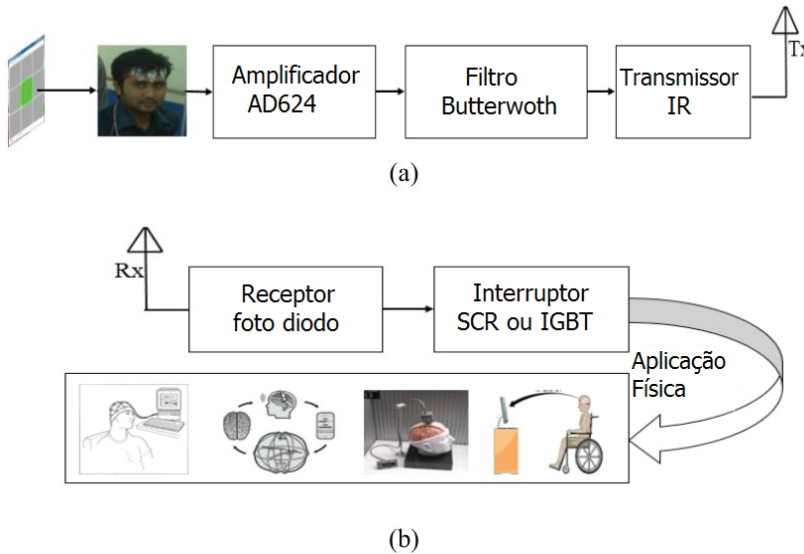 Amplificador
AD624
Filtro
Butterwoth
Transmissor
IR
Tx
(a)
Rx
Receptor
foto diodo
Interruptor
SCR ou IGBT
Aplicação
Física
(b)